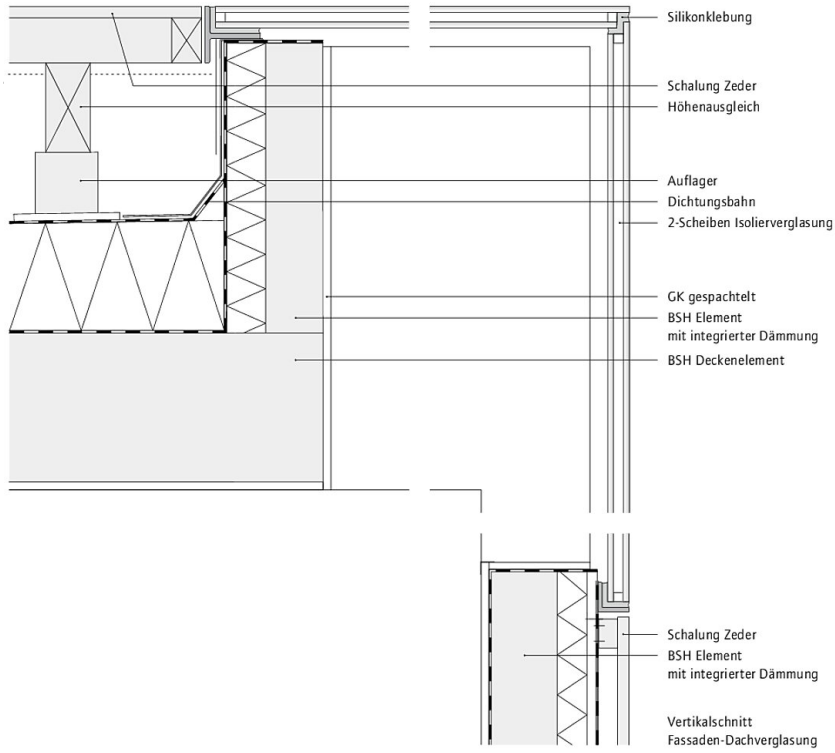 Silikonklebung
Schalung Zeder
Höhenausgleich
Auflager
Dichtungsbahn
2-Scheiben Isolierverglasung
GK gespachtelt
BSH Element
mit integrierter Dämmung
BSH Deckenelement
Schalung Zeder
BSH Element
mit integrierter Dämmung
Vertikalschnitt
Fassaden-Dachverglasung